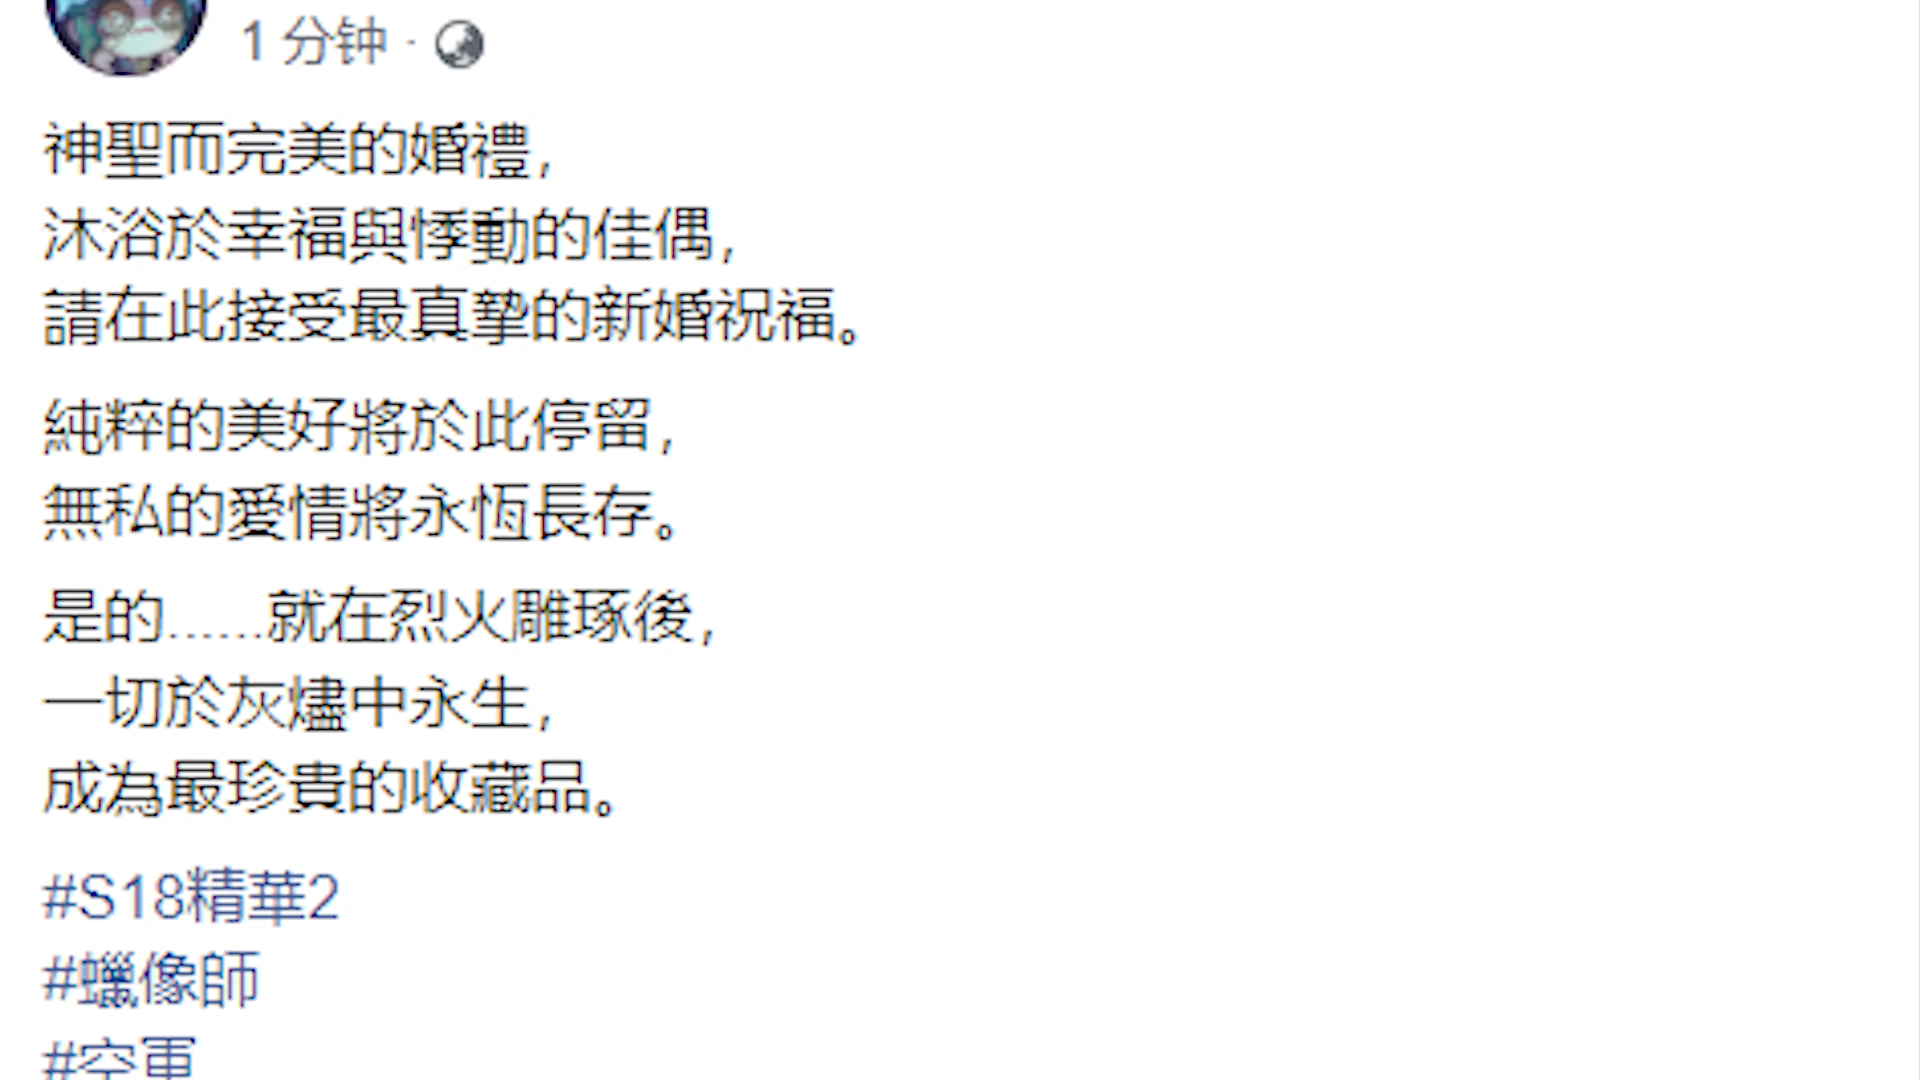 1 分钟 ·
神聖而完美的婚禮,
沐浴於幸福與悸動的佳偶,
請在此接受最真摯的新婚祝福。
純粹的美好將於此停留,
無私的愛情將永恆長存。
是的......就在烈火雕琢後,
一切於灰燼中永生,
成為最珍貴的收藏品。
#S18精華2
#蠟像師
#空軍